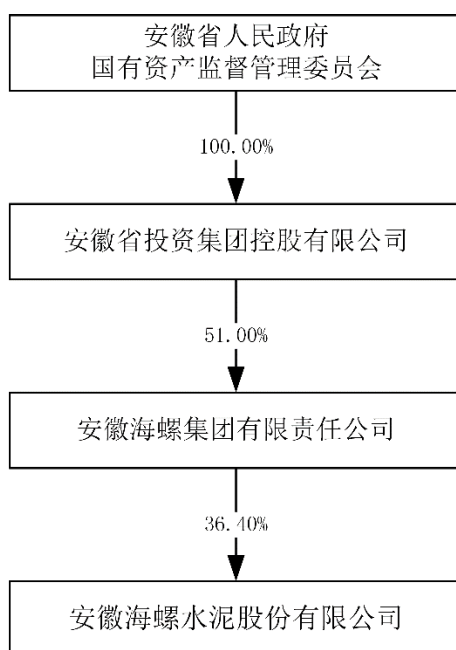 安徽省人民政府
国有资产监督管理委员会
100.00%
安徽省投资集团控股有限公司
51.00%
安徽海螺集团有限责任公司
36.40%
安徽海螺水泥股份有限公司